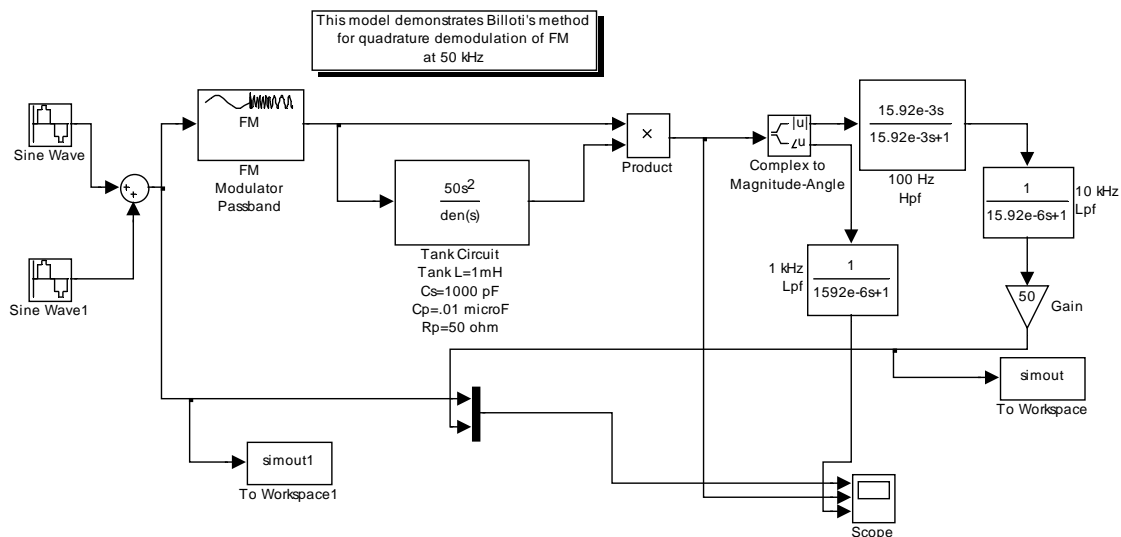 This model demonstrates Billoti's method
for quadrature demodulation of FM
at 50 kHz
Sine Wave
FM
FM
Modulator
Passband
50s2
den(s)
Tank Circuit
Tank L=1mH
Cs=1000 pF
Cp=.01 microF
Rp=50 ohm
×
Product
|u|
∠u
Complex to
Magnitude-Angle
15.92e-3s
15.92e-3s+1
100 Hz
Hpf
1
15.92e-6s+1
10 kHz
Lpf
Sine Wave1
1 kHz
Lpf
1
1592e-6s+1
50
Gain
simout
To Workspace
simout1
To Workspace1
Scope